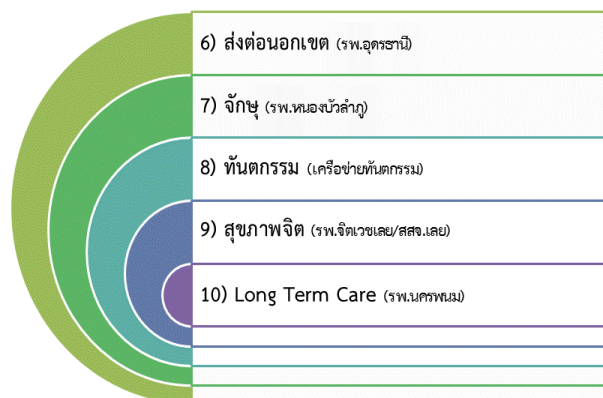 6) ส่งต่อนอกเขต (รพ.อุดรธานี)
7) จักษุ (รพ.หนองบัวลำภู)
8) ทันตกรรม (เครือข่ายทันตกรรม)
9) สุขภาพจิต (รพ.จิตเวชเลย/สสจ.เลย)
10) Long Term Care (รพ.นครพนม)